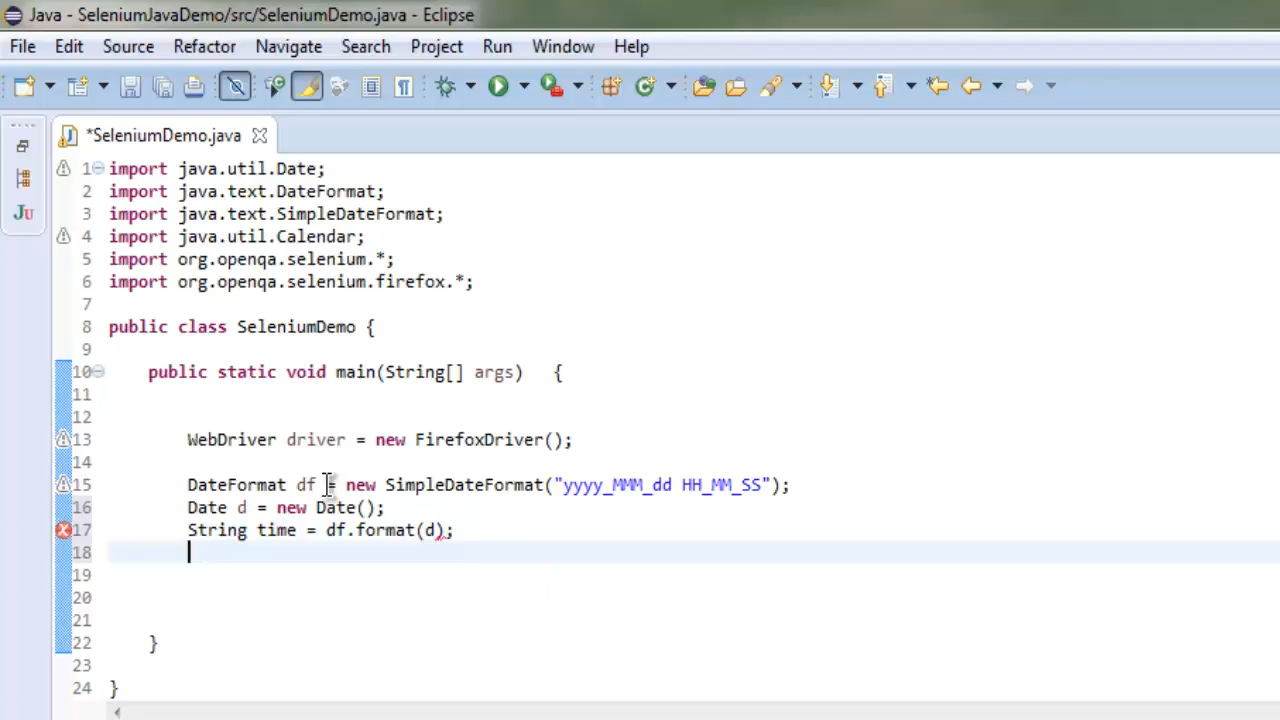 Java - SeleniumJavaDemo/src/SeleniumDemo.java - Eclipse
File Edit Source Refactor Navigate Search Project Run Window Help
*SeleniumDemo.java
1 import java.util.Date;
2 import java.text.DateFormat;
3 import java.text.SimpleDateFormat;
4 import java.util.Calendar;
5 import org.openqa.selenium.*;
6 import org.openqa.selenium.firefox.*;
7
8 public class SeleniumDemo {
9
10 public static void main(String[] args) {
11
12
13 WebDriver driver = new FirefoxDriver();
14
15 DateFormat df = new SimpleDateFormat("yyyy_MMM_dd HH_MM_SS");
16 Date d = new Date();
17 String time = df.format(d);
18
19
20
21
22 }
23
24 }
JU